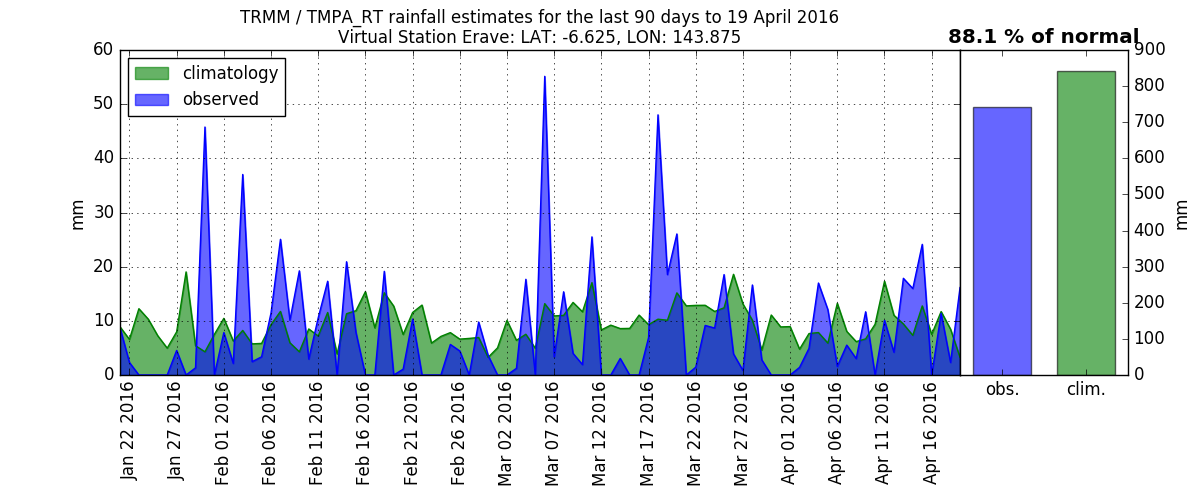 TRMM / TMPA_RT rainfall estimates for the last 90 days to 19 April 2016
Virtual Station Erave: LAT: -6.625, LON: 143.875
88.1 % of normal
climatology
observed
60
50
40
30
20
10
0
mm
900
800
700
600
500
400
300
200
100
0
mm
Jan 22 2016
Jan 27 2016
Feb 01 2016
Feb 06 2016
Feb 11 2016
Feb 16 2016
Feb 21 2016
Feb 26 2016
Mar 02 2016
Mar 07 2016
Mar 12 2016
Mar 17 2016
Mar 22 2016
Mar 27 2016
Apr 01 2016
Apr 06 2016
Apr 11 2016
Apr 16 2016
obs.
clim.